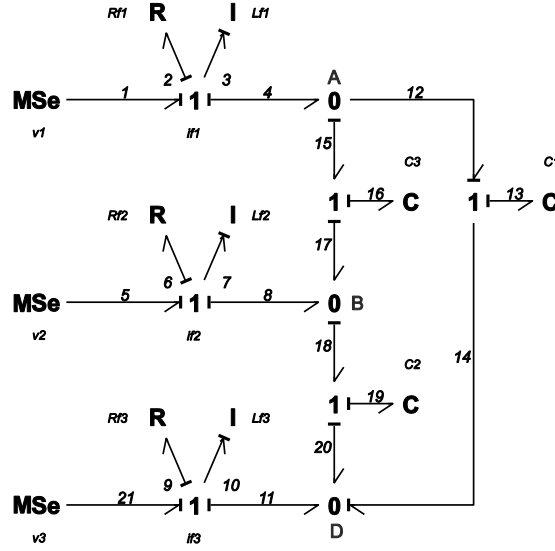 Rf1 R I Lf1
A
2 3
MSe 1 1 4 0 12
v1 if1
15
C3 C1
1 16 C 1 13 C
Rf2 R I Lf2
17
6 7
MSe 5 1 8 0 B
v2 if2
18
14
C2
1 19 C
Rf3 R I Lf3
20
9 10
MSe 21 1 11 0
v3 if3 D